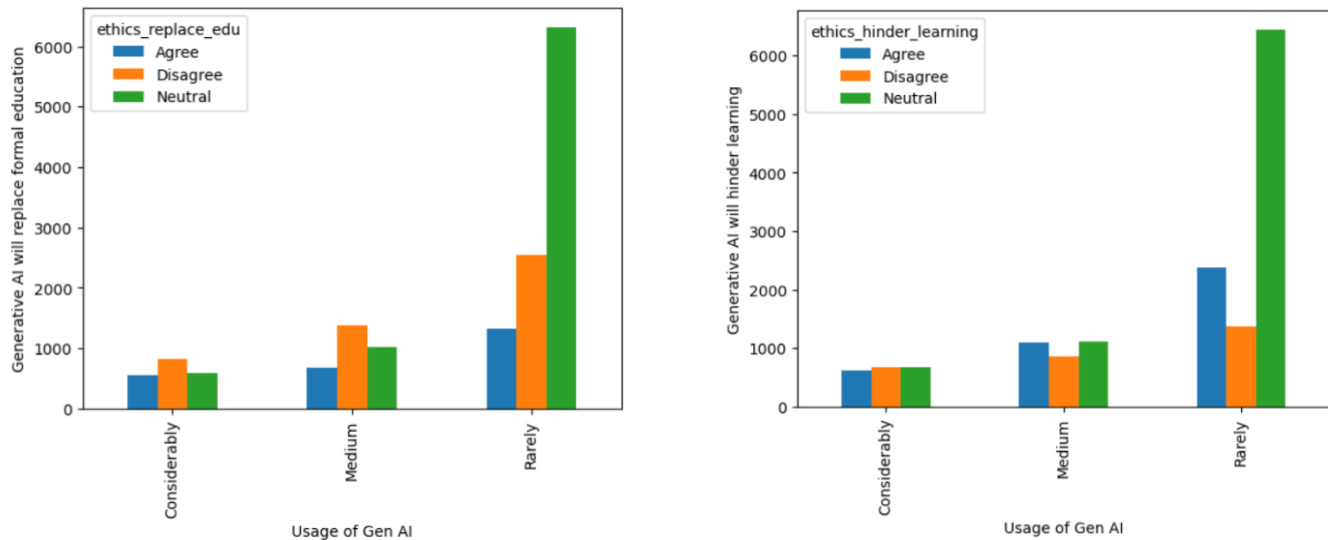 ethics_replace_edu
Agree
Disagree
Neutral
Generative AI will replace formal education
6000
5000
4000
3000
2000
1000
0
Considerably
Medium
Rarely
Usage of Gen AI
ethics_hinder_learning
Agree
Disagree
Neutral
Generative AI will hinder learning
6000
5000
4000
3000
2000
1000
0
Considerably
Medium
Rarely
Usage of Gen AI